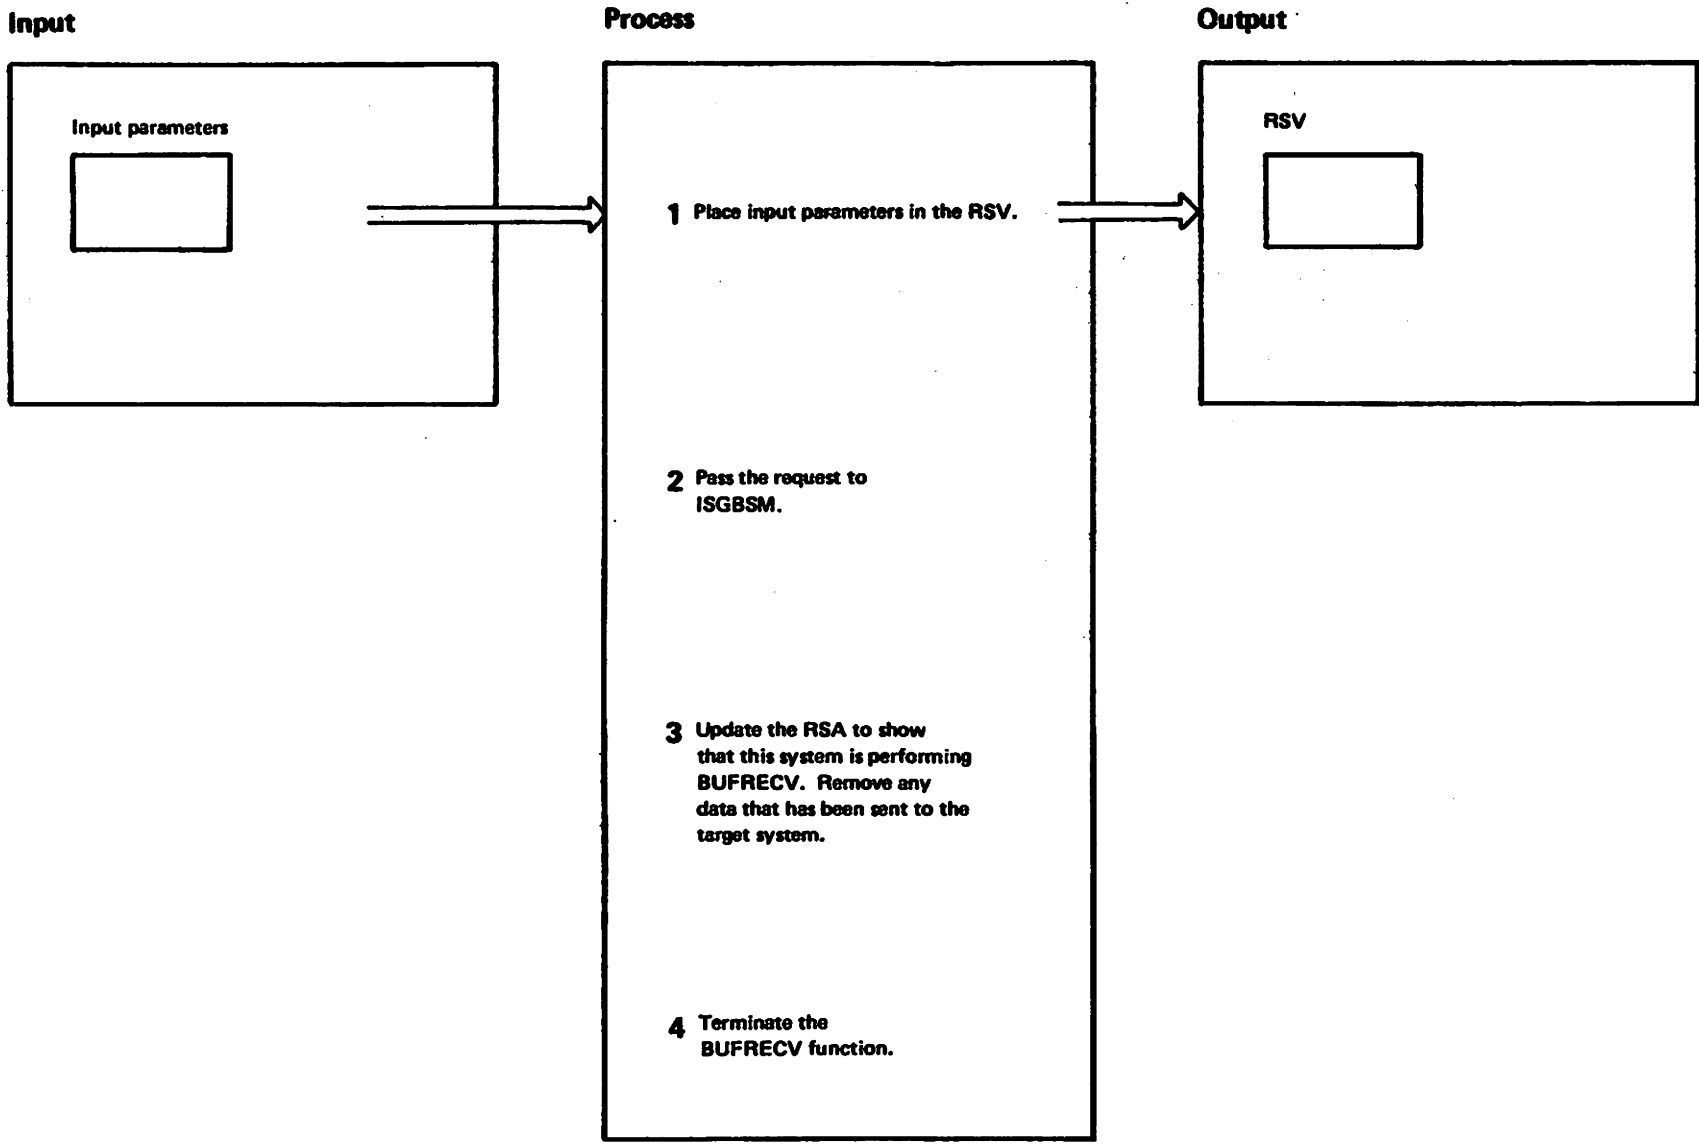 Input
Process
Output
Input parameters
RSV
1 Place input parameters in the RSV.
2 Pass the request to
ISGBSM.
3 Update the RSA to show
that this system is performing
BUFRECV. Remove any
data that has been sent to the
target system.
4 Terminate the
BUFRECV function.